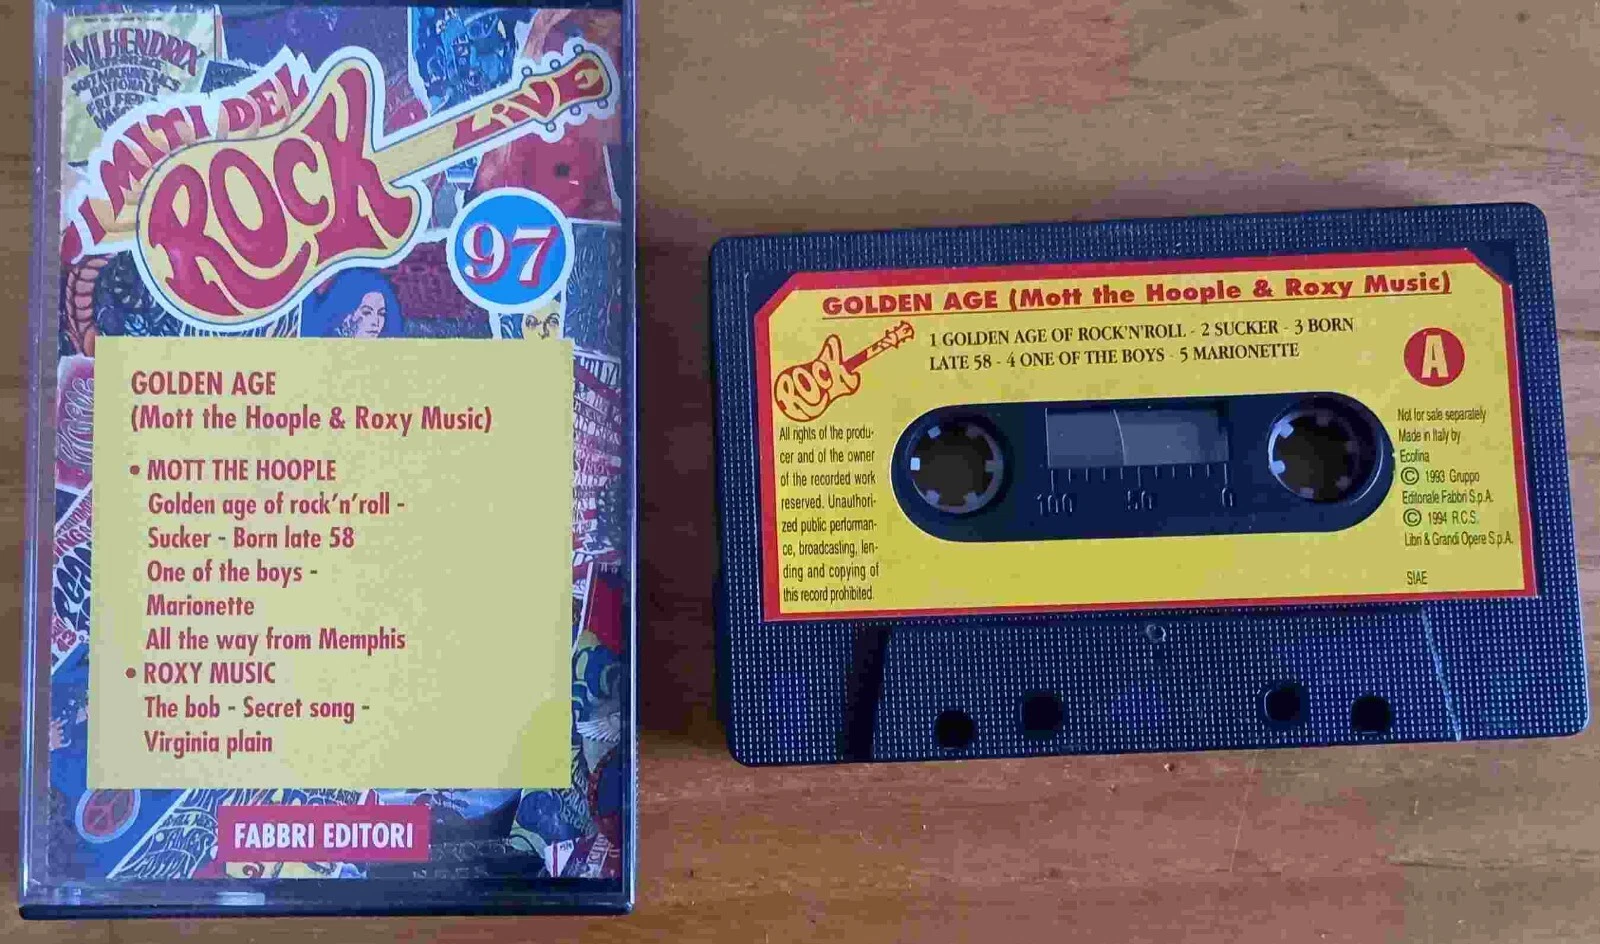 JIMI HENDRIX
EXPERIENCE
SOFT MACHINE
I MITI DEL
ROCK
LIVE
97
GOLDEN AGE
(Mott the Hoople & Roxy Music)
• MOTT THE HOOPLE
Golden age of rock'n'roll -
Sucker - Born late 58
One of the boys -
Marionette
All the way from Memphis
• ROXY MUSIC
The bob - Secret song -
Virginia plain
FABBRI EDITORI
GOLDEN AGE (Mott the Hoople & Roxy Music)
1 GOLDEN AGE OF ROCK'N'ROLL - 2 SUCKER - 3 BORN
LATE 58 - 4 ONE OF THE BOYS - 5 MARIONETTE
ROCK LIVE
A
All rights of the produ-
cer and of the owner
of the recorded work
reserved. Unauthori-
zed public performan-
ce, broadcasting, len-
ding and copying of
this record prohibited.
100 50 0
Not for sale separately
Made in Italy by
Ecofina
© 1993 Gruppo
Editoriale Fabbri S.p.A.
© 1994 R.C.S.
Libri & Grandi Opere S.p.A.
SIAE